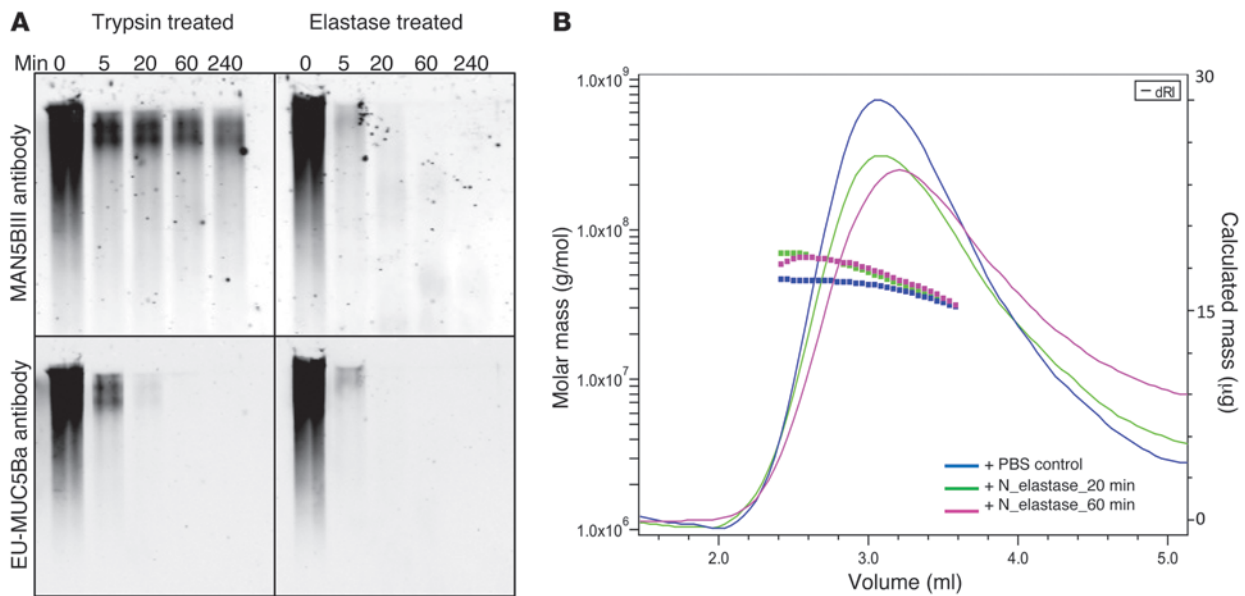 A
Trypsin treated
Elastase treated
Min 0 5 20 60 240
0 5 20 60 240
MAN5BIII antibody
EU-MUC5Ba antibody
B
Molar mass (g/mol)
1.0x10⁹
1.0x10⁸
1.0x10⁷
1.0x10⁶
2.0 3.0 4.0 5.0
Volume (ml)
30
15
0
Calculated mass (μg)
dRI
+ PBS control
+ N_elastase_20 min
+ N_elastase_60 min